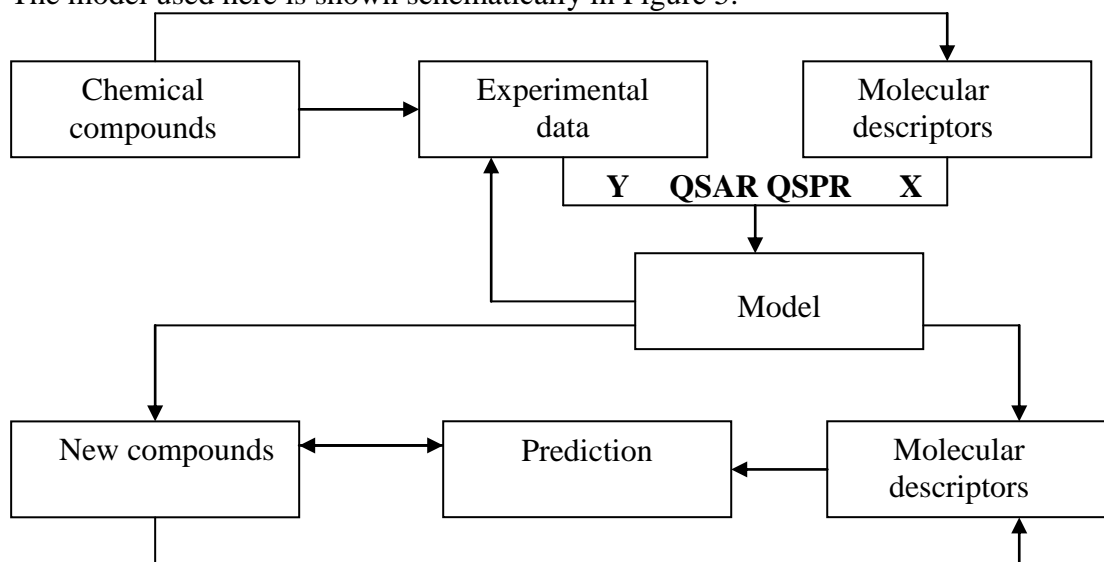 The model used here is shown schematically in Figure 3.
Chemical
compounds
Experimental
data
Molecular
descriptors
Y QSAR QSPR X
Model
New compounds
Prediction
Molecular
descriptors